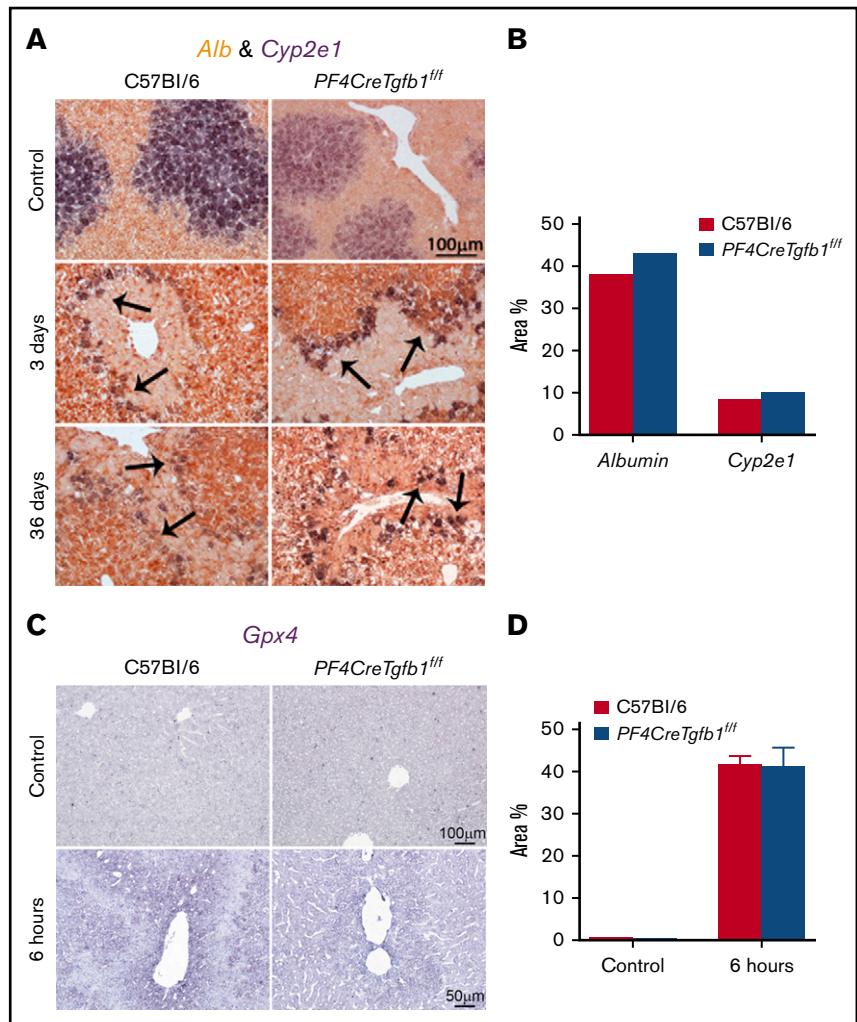 A
Alb & Cyp2e1
C57Bl/6
PF4CreTgfb1f/f
Control
100μm
3 days
36 days
B
50
40
30
20
10
0
Area %
C57Bl/6
PF4CreTgfb1f/f
Albumin
Cyp2e1
C
Gpx4
C57Bl/6
PF4CreTgfb1f/f
Control
100μm
6 hours
50μm
D
C57Bl/6
PF4CreTgfb1f/f
50
40
30
20
10
0
Area %
Control
6 hours